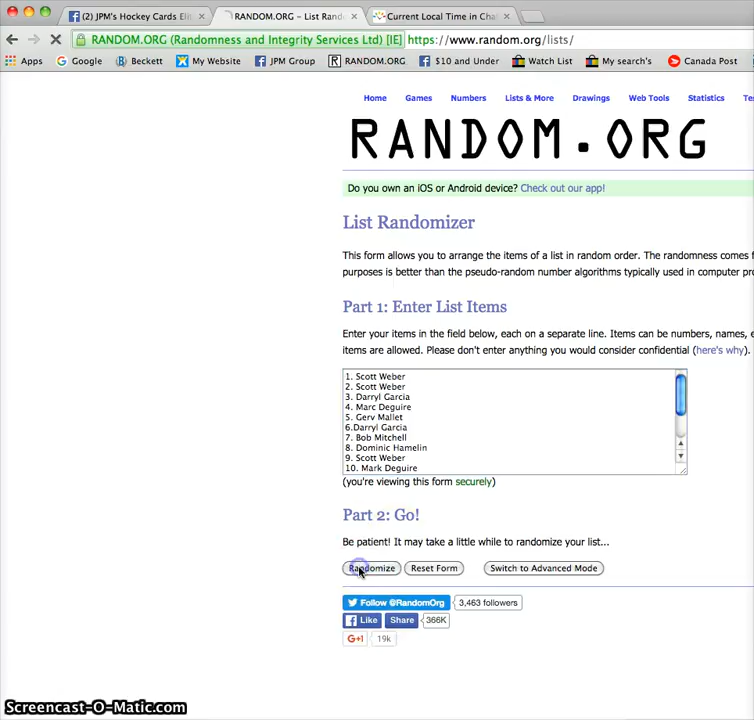 (2) JPM's Hockey Cards Elit
RANDOM.ORG - List Rando
Current Local Time in Cha
RANDOM.ORG (Randomness and Integrity Services Ltd) [IE]
https://www.random.org/lists/
Apps Google Beckett My Website JPM Group RANDOM.ORG $10 and Under Watch List My search's Canada Post
Home Games Numbers Lists & More Drawings Web Tools Statistics Te
RANDOM.ORG
Do you own an iOS or Android device? Check out our app!
List Randomizer
This form allows you to arrange the items of a list in random order. The randomness comes f
purposes is better than the pseudo-random number algorithms typically used in computer pro
Part 1: Enter List Items
Enter your items in the field below, each on a separate line. Items can be numbers, names, e
items are allowed. Please don't enter anything you would consider confidential (here's why).
1. Scott Weber
2. Scott Weber
3. Darryl Garcia
4. Marc Deguire
5. Gerv Mallet
6.Darryl Garcia
7. Bob Mitchell
8. Dominic Hamelin
9. Scott Weber
10. Mark Deguire
(you're viewing this form securely)
Part 2: Go!
Be patient! It may take a little while to randomize your list...
Randomize Reset Form Switch to Advanced Mode
Follow @RandomOrg 3,463 followers
Like Share 366K
G+1 19k
Screencast-O-Matic.com